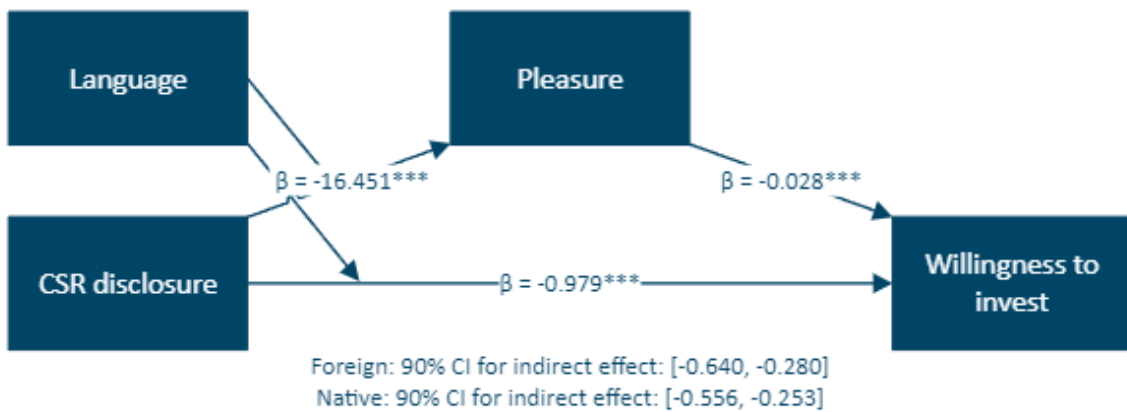 Language
Pleasure
β = -16.451***
β = -0.028***
CSR disclosure
β = -0.979***
Willingness to
invest
Foreign: 90% CI for indirect effect: [-0.640, -0.280]
Native: 90% CI for indirect effect: [-0.556, -0.253]